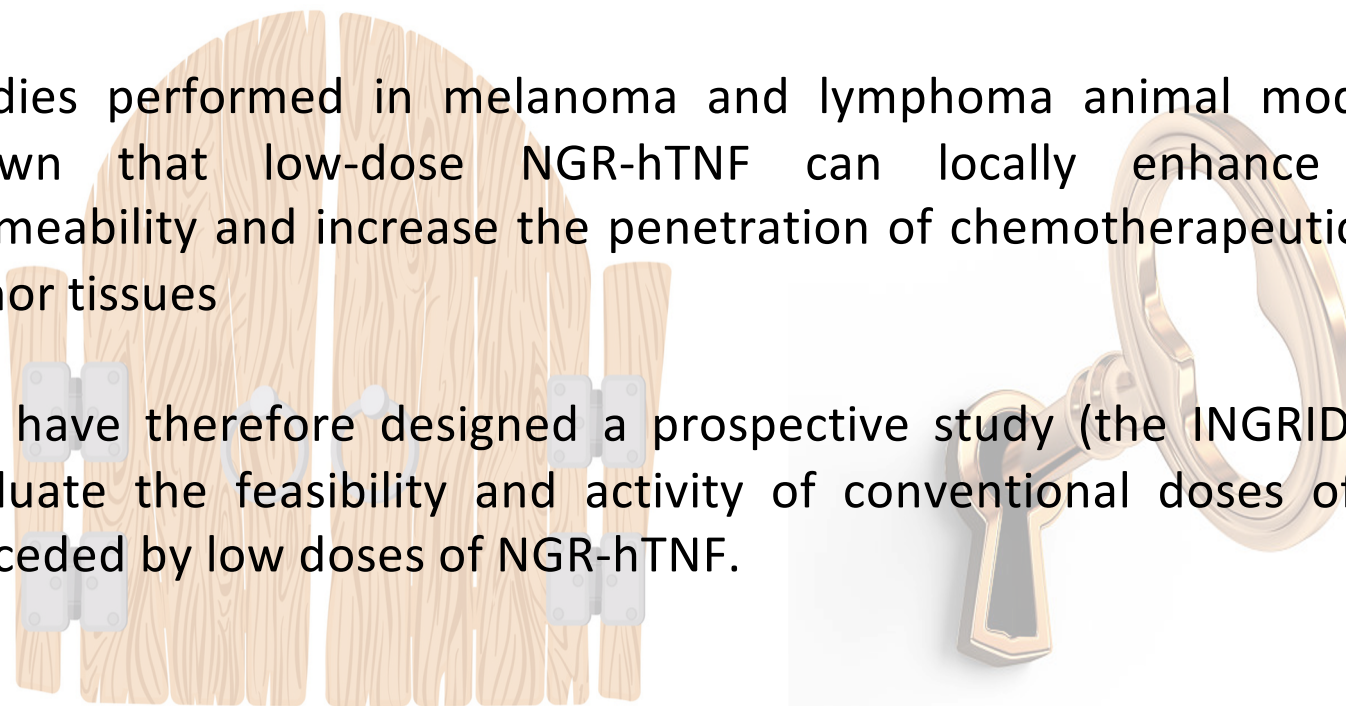 dies performed in melanoma and lymphoma animal mod
wn that low-dose NGR-hTNF can locally enhance
meability and increase the penetration of chemotherapeutic
or tissues
have therefore designed a prospective study (the INGRID
luate the feasibility and activity of conventional doses of
ceded by low doses of NGR-hTNF.